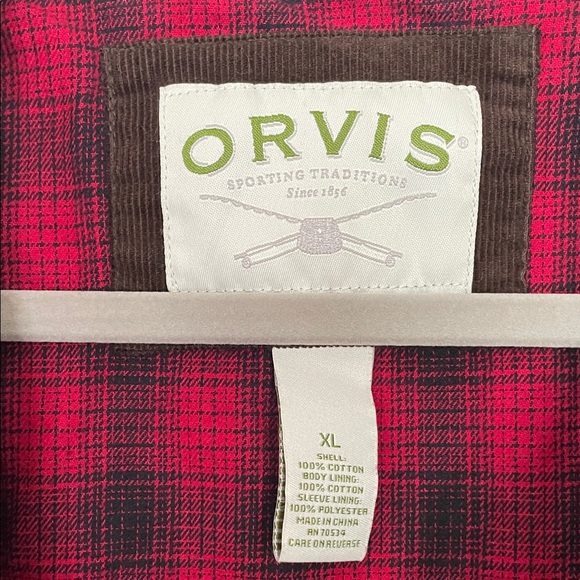 ORVIS®
SPORTING TRADITIONS
Since 1856
XL
SHELL:
100% COTTON
BODY LINING:
100% COTTON
SLEEVE LINING:
100% POLYESTER
MADE IN CHINA
RN 70534
CARE ON REVERSE